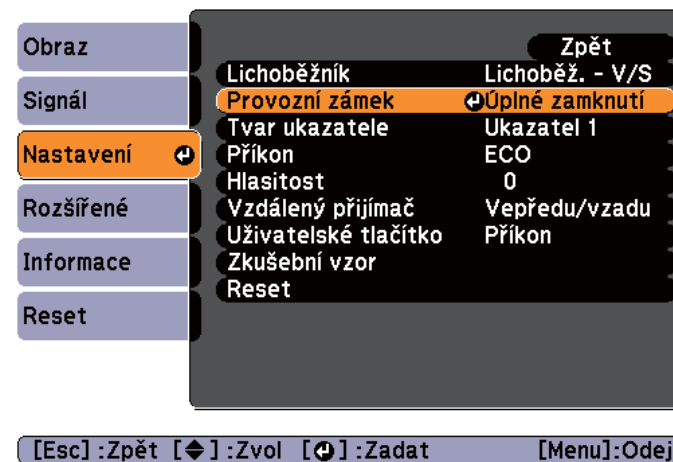 Obraz
Signál
Nastavení
Rozšířené
Informace
Reset
Zpět
Lichoběžník Lichoběž. - V/S
Provozní zámek Úplné zamknutí
Tvar ukazatele Ukazatel 1
Příkon ECO
Hlasitost 0
Vzdálený přijímač Vepředu/vzadu
Uživatelské tlačítko Příkon
Zkušební vzor
Reset
[Esc] :Zpět [◆] :Zvol [↵] :Zadat [Menu]:Odej